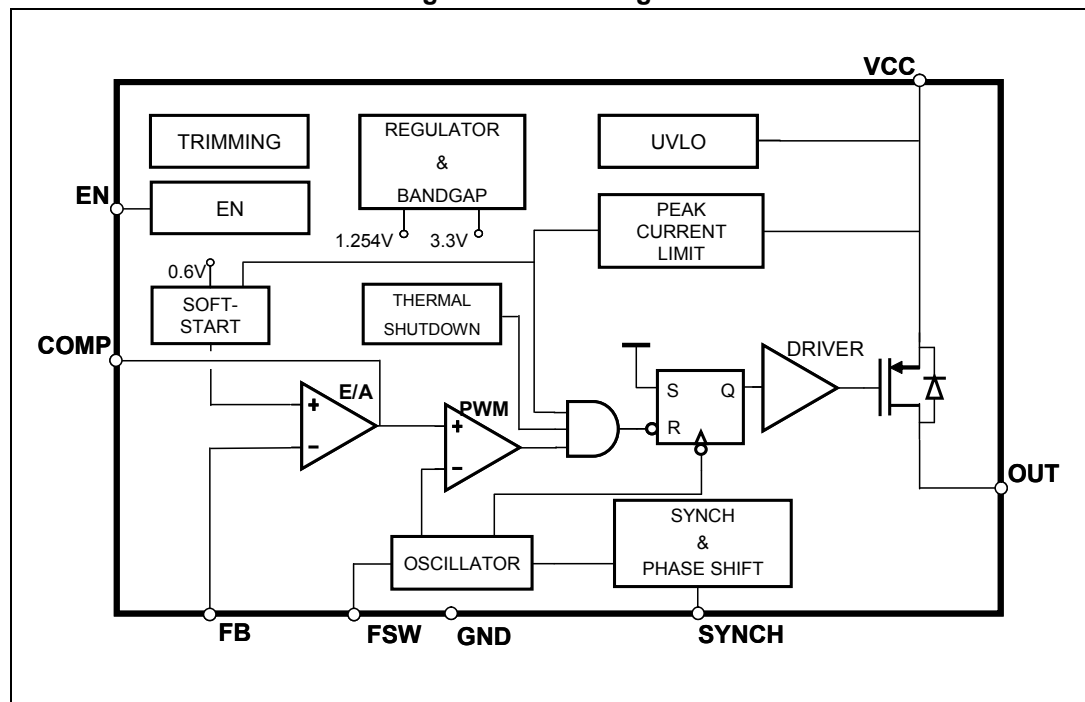 VCC
TRIMMING
REGULATOR
&
BANDGAP
UVLO
EN
EN
PEAK
CURRENT
LIMIT
1.254V
3.3V
0.6V
SOFT-
START
THERMAL
SHUTDOWN
COMP
DRIVER
E/A
+
−
PWM
+
−
S
Q
R
OUT
OSCILLATOR
SYNCH
&
PHASE SHIFT
FB
FSW
GND
SYNCH